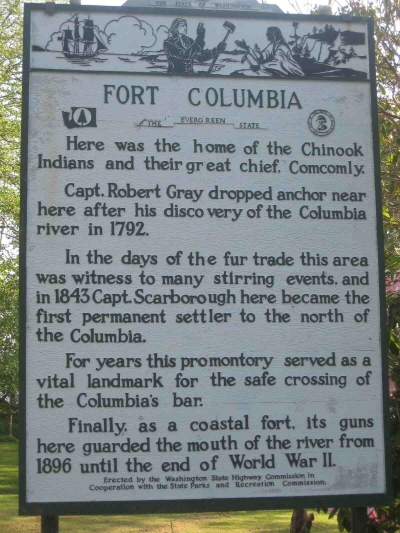 THE STATE OF WASHINGTON
FORT COLUMBIA
THE EVERGREEN STATE
Here was the home of the Chinook
Indians and their great chief, Comcomly.
Capt. Robert Gray dropped anchor near
here after his discovery of the Columbia
river in 1792.
In the days of the fur trade this area
was witness to many stirring events, and
in 1843 Capt. Scarborough here became the
first permanent settler to the north of
the Columbia.
For years this promontory served as a
vital landmark for the safe crossing of
the Columbia's bar.
Finally, as a coastal fort, its guns
here guarded the mouth of the river from
1896 until the end of World War II.
Erected by the Washington State Highway Commission in
Cooperation with the State Parks and Recreation Commission.